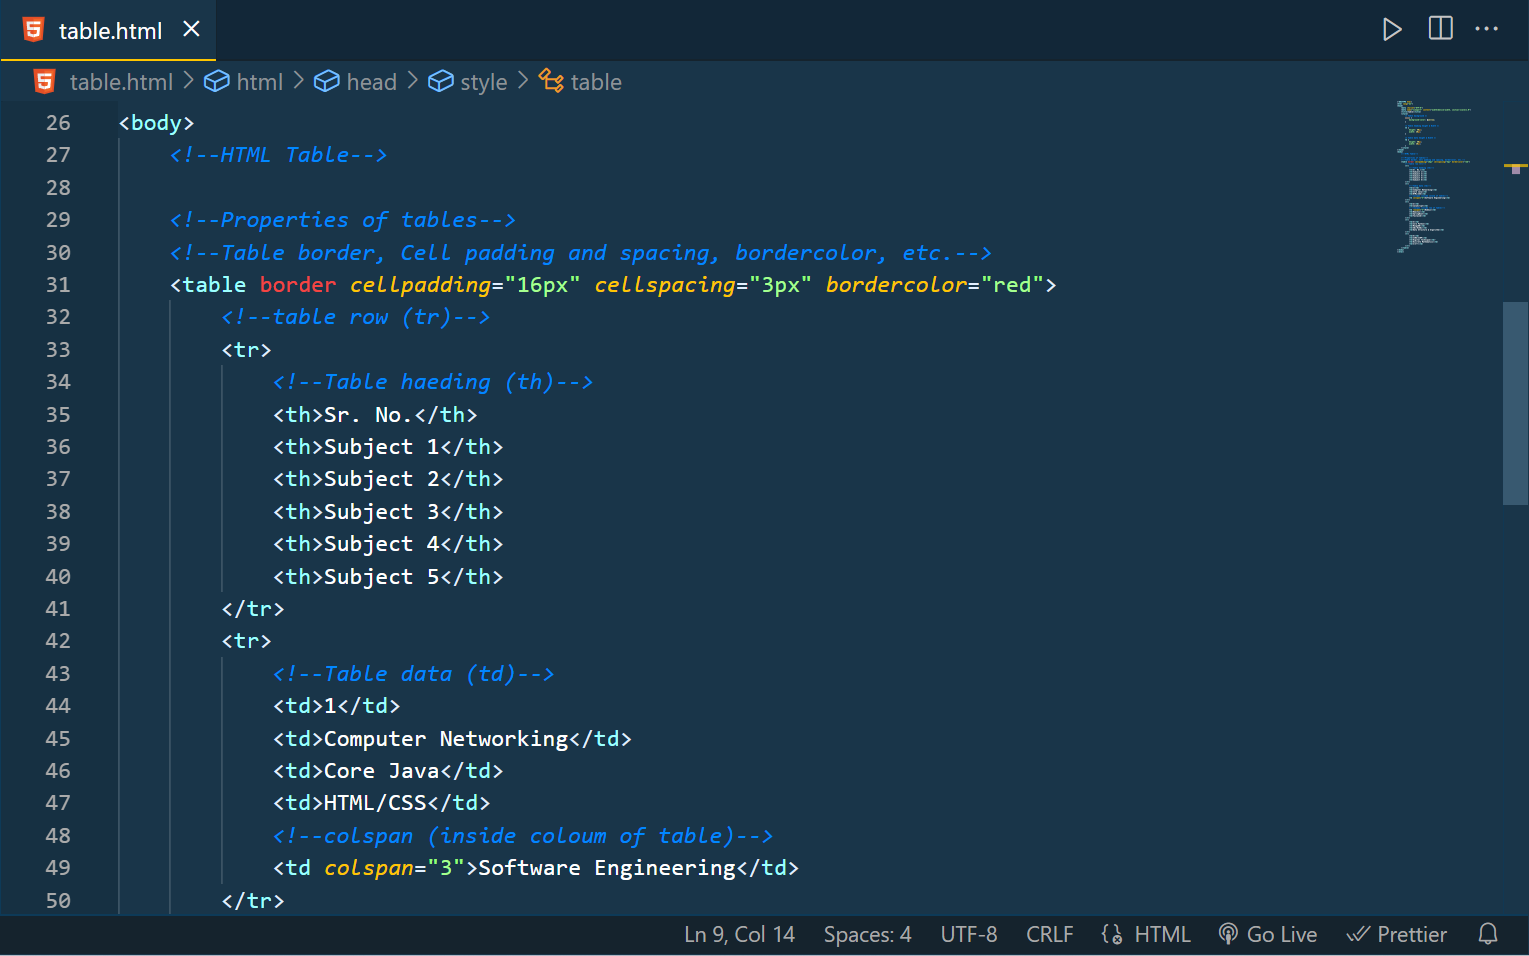 table.html
table.html > html > head > style > table
26 <body>
27 <!--HTML Table-->
28
29 <!--Properties of tables-->
30 <!--Table border, Cell padding and spacing, bordercolor, etc.-->
31 <table border cellpadding="16px" cellspacing="3px" bordercolor="red">
32 <!--table row (tr)-->
33 <tr>
34 <!--Table haeding (th)-->
35 <th>Sr. No.</th>
36 <th>Subject 1</th>
37 <th>Subject 2</th>
38 <th>Subject 3</th>
39 <th>Subject 4</th>
40 <th>Subject 5</th>
41 </tr>
42 <tr>
43 <!--Table data (td)-->
44 <td>1</td>
45 <td>Computer Networking</td>
46 <td>Core Java</td>
47 <td>HTML/CSS</td>
48 <!--colspan (inside coloum of table)-->
49 <td colspan="3">Software Engineering</td>
50 </tr>
Ln 9, Col 14 Spaces: 4 UTF-8 CRLF HTML Go Live Prettier